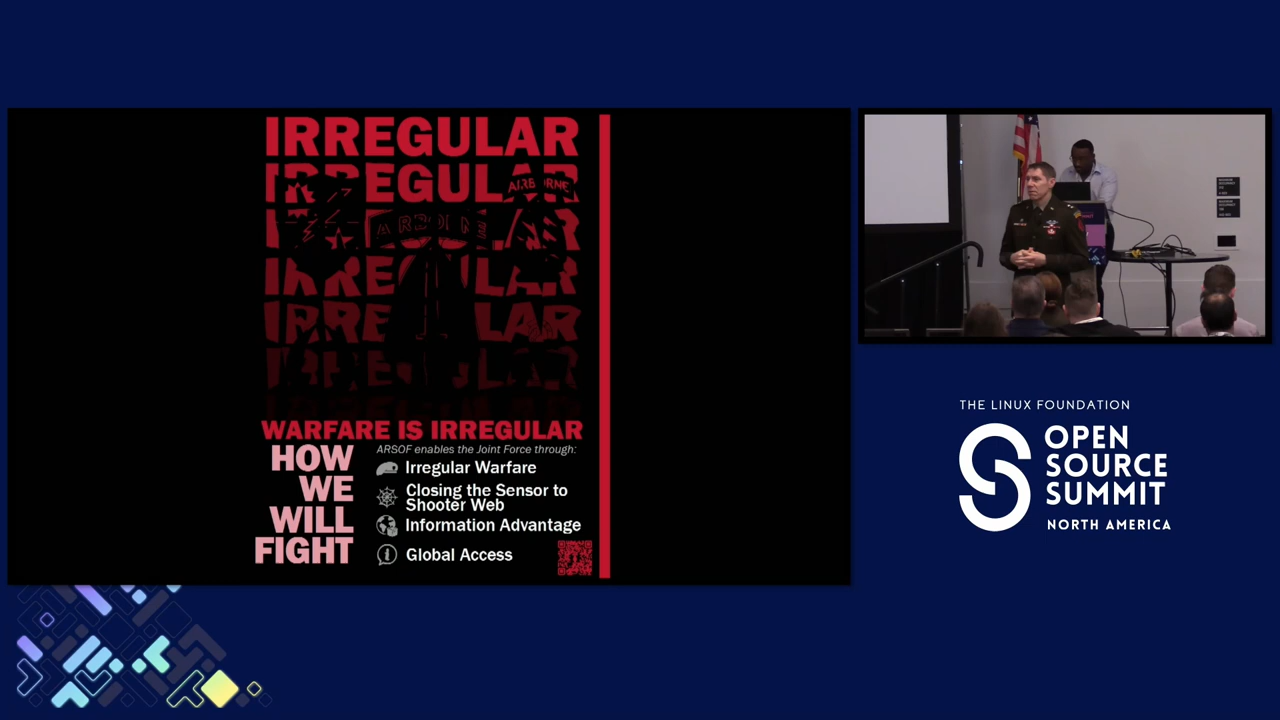 IRREGULAR
IRREGULAR
AIRBORNE
AIRBORNE
IRREGULAR
IRREGULAR
IRREGULAR
WARFARE IS IRREGULAR
HOW
WE
WILL
FIGHT
ARSOF enables the Joint Force through:
Irregular Warfare
Closing the Sensor to
Shooter Web
Information Advantage
Global Access
THE LINUX FOUNDATION
OPEN
SOURCE
SUMMIT
NORTH AMERICA